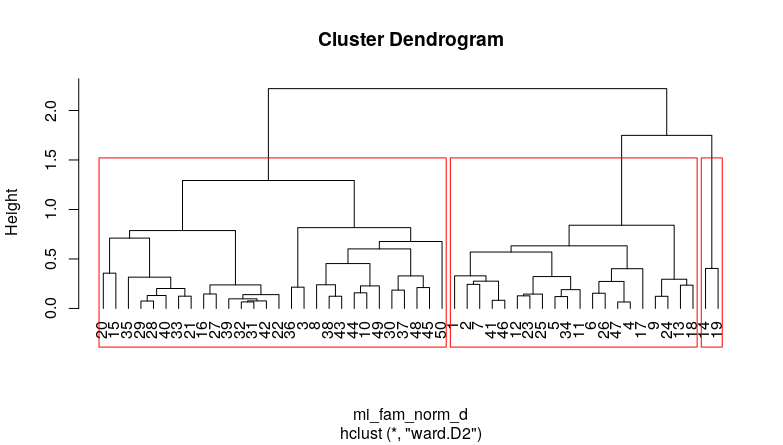 Cluster Dendrogram
Height
2.0
1.5
1.0
0.5
0.0
20 15 35 29 28 40 33 21 16 27 39 32 31 42 22 36 3 8 38 43 44 10 49 30 37 48 45 50 1 2 7 41 46 12 23 25 5 34 11 6 26 47 4 17 9 24 13 18 14 19
ml_fam_norm_d
hclust (*, "ward.D2")